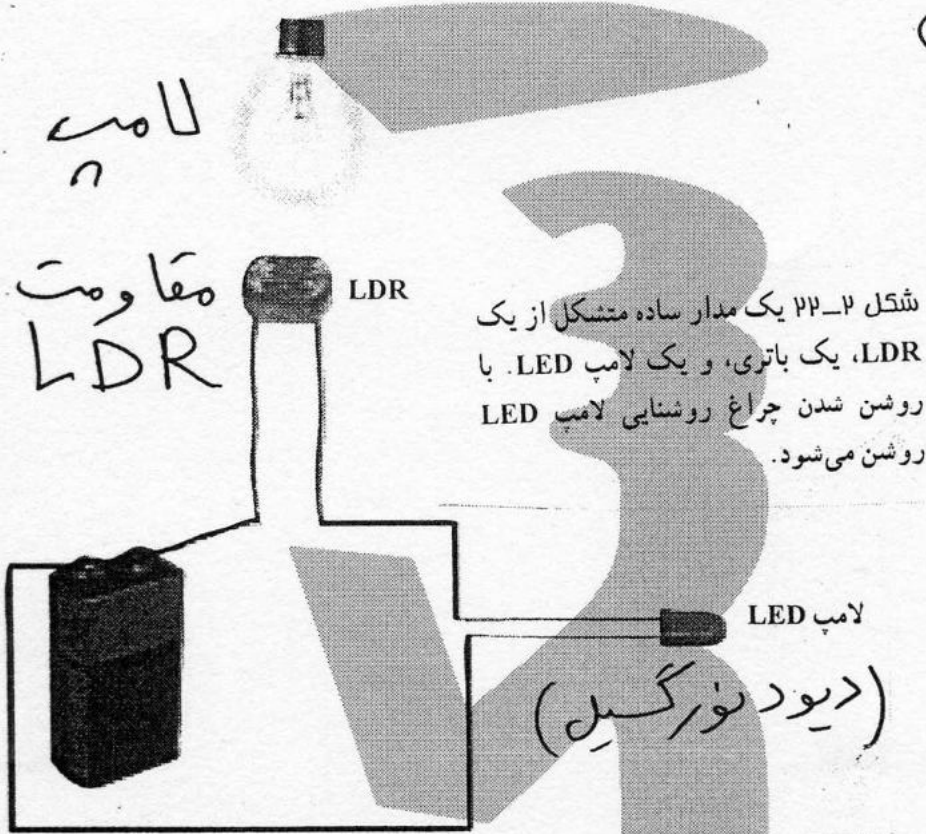 لامپ
مقاومت
LDR
LDR
شکل ۲_۲۲ یک مدار ساده متشکل از یک
LDR، یک باتری، و یک لامپ LED. با
روشن شدن چراغ روشنایی لامپ LED
روشن می‌شود.
لامپ LED
(دیود نورگسیل)